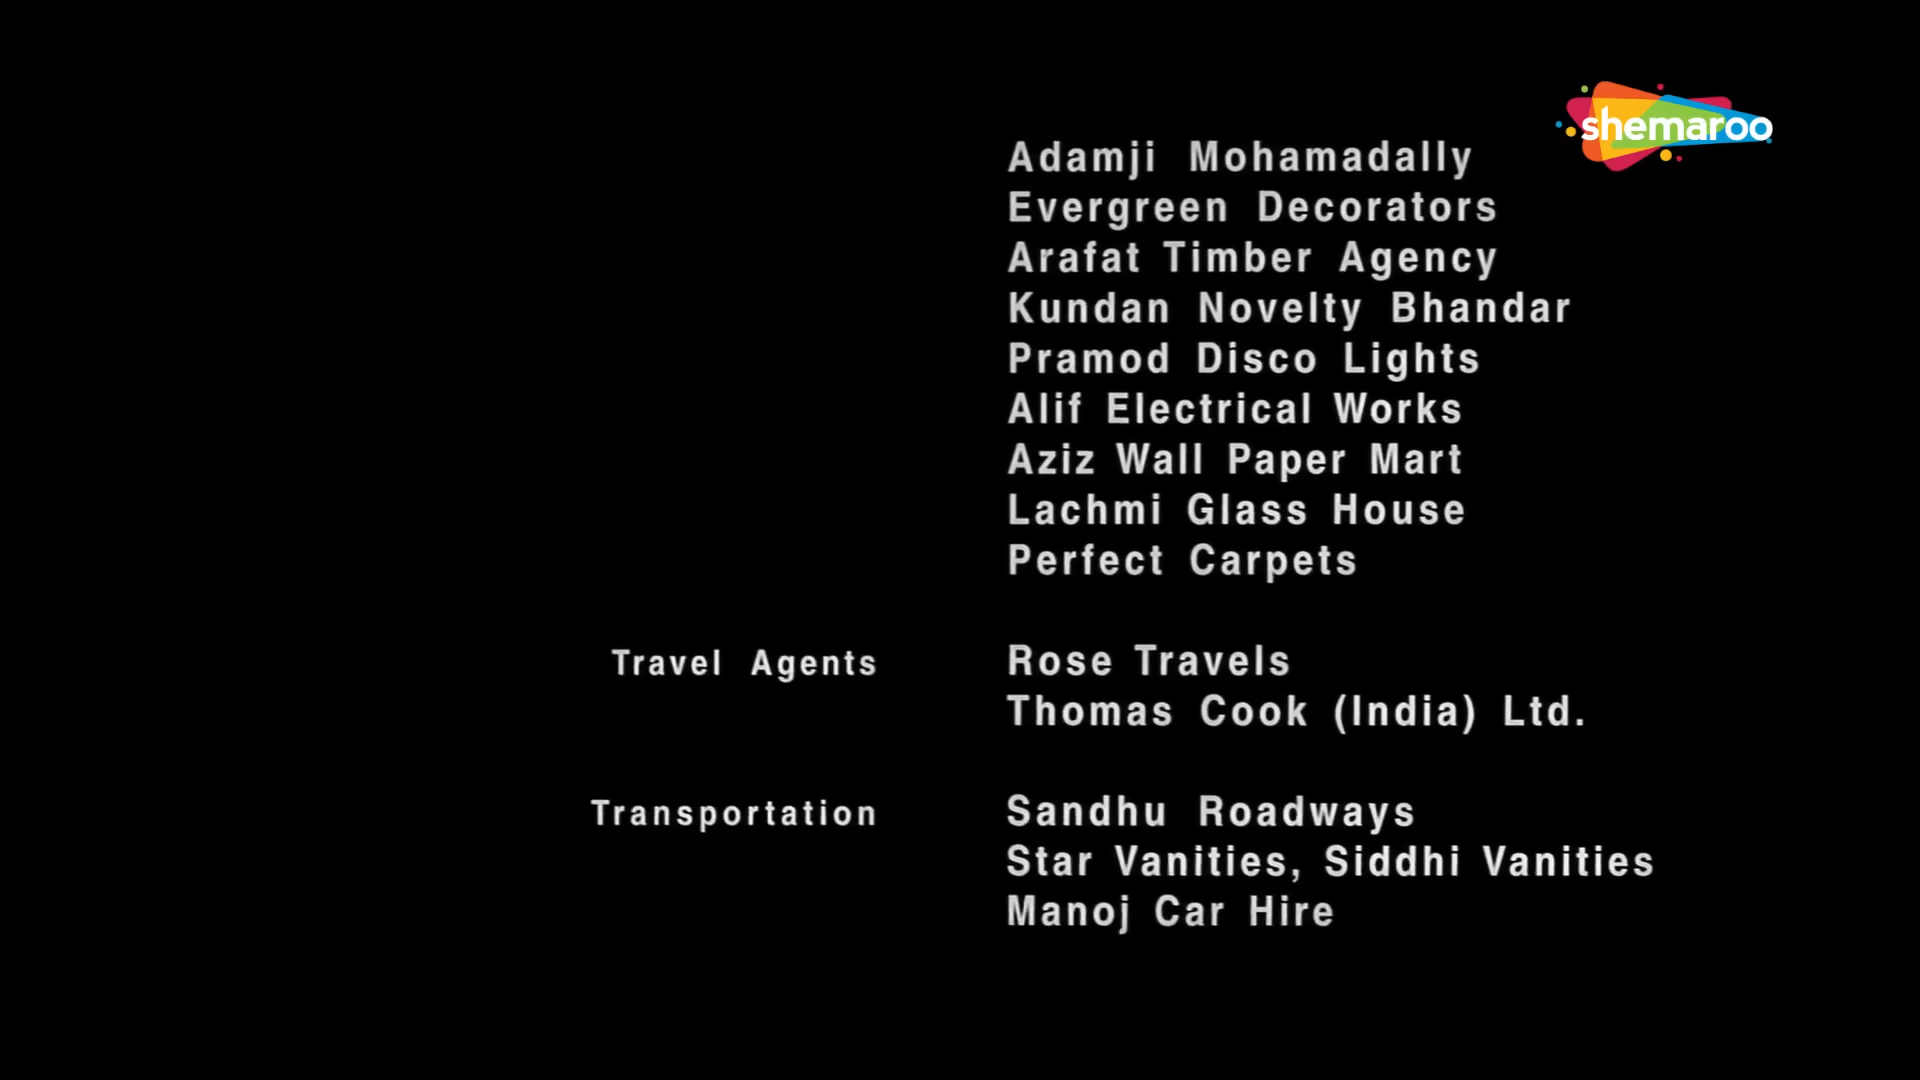 shemaroo
Adamji Mohamadally
Evergreen Decorators
Arafat Timber Agency
Kundan Novelty Bhandar
Pramod Disco Lights
Alif Electrical Works
Aziz Wall Paper Mart
Lachmi Glass House
Perfect Carpets
Travel Agents Rose Travels
Thomas Cook (India) Ltd.
Transportation Sandhu Roadways
Star Vanities, Siddhi Vanities
Manoj Car Hire